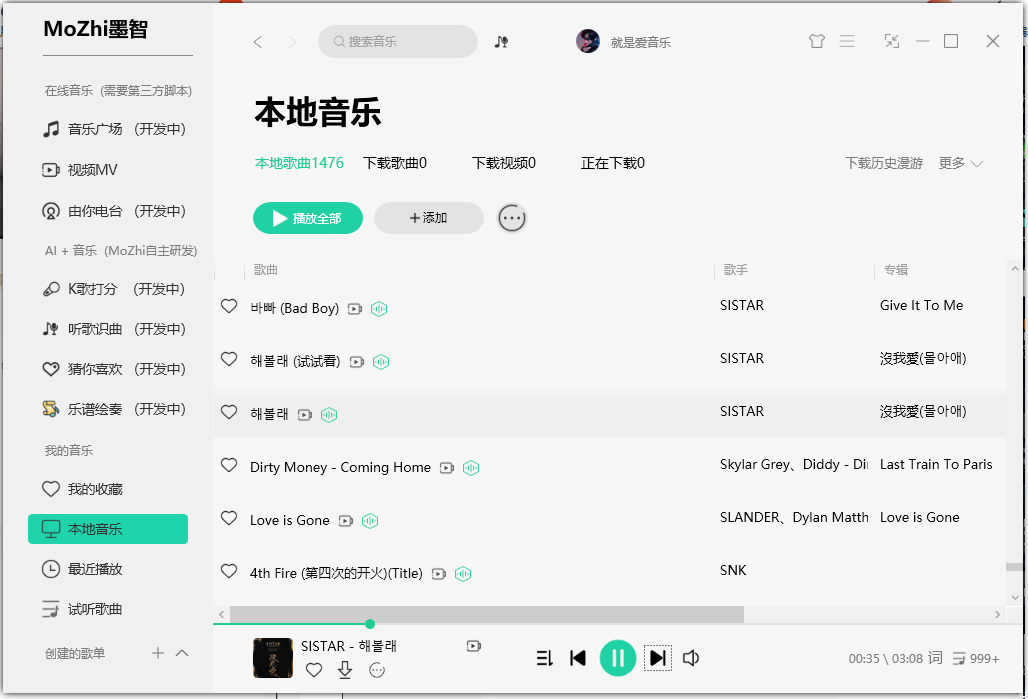 MoZhi墨智
搜索音乐
就是爱音乐
在线音乐（需要第三方脚本）
音乐广场 （开发中）
视频MV
由你电台 （开发中）
AI + 音乐（MoZhi自主研发）
K歌打分 （开发中）
听歌识曲 （开发中）
猜你喜欢 （开发中）
乐谱绘奏 （开发中）
我的音乐
我的收藏
本地音乐
最近播放
试听歌曲
创建的歌单
本地音乐
本地歌曲1476 下载歌曲0 下载视频0 正在下载0 下载历史漫游 更多
播放全部 添加
歌曲 歌手 专辑
바빠 (Bad Boy) SISTAR Give It To Me
해볼래 (试试看) SISTAR 沒我愛(몰아애)
해볼래 SISTAR 沒我愛(몰아애)
Dirty Money - Coming Home Skylar Grey、Diddy - Dir Last Train To Paris
Love is Gone SLANDER、Dylan Matth Love is Gone
4th Fire (第四次的开火)(Title) SNK
SISTAR - 해볼래
00:35 \ 03:08 词 999+